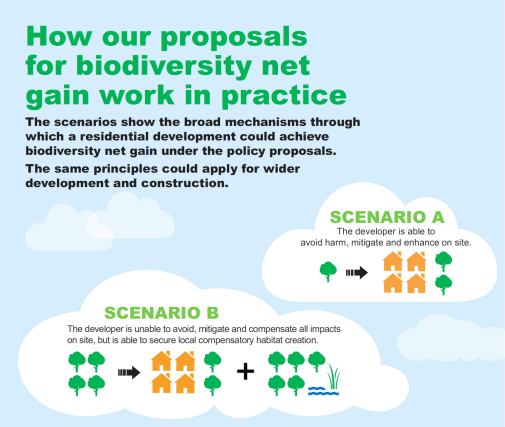 How our proposals
for biodiversity net
gain work in practice
The scenarios show the broad mechanisms through
which a residential development could achieve
biodiversity net gain under the policy proposals.
The same principles could apply for wider
development and construction.
SCENARIO A
The developer is able to
avoid harm, mitigate and enhance on site.
SCENARIO B
The developer is unable to avoid, mitigate and compensate all impacts
on site, but is able to secure local compensatory habitat creation.
+